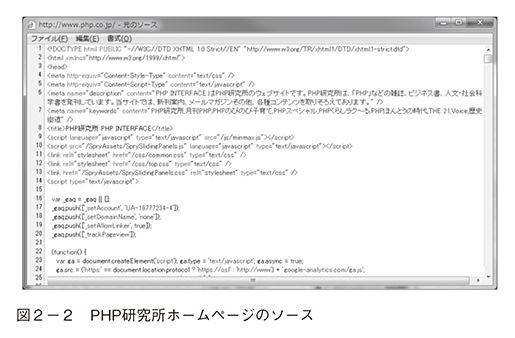 http://www.php.co.jp/ - 元のソース
ファイル(F) 編集(E) 書式(O)
1 <!DOCTYPE html PUBLIC "-//W3C//DTD XHTML 1.0 Strict//EN" "http://www.w3.org/TR/xhtml1/DTD/xhtml1-strict.dtd">
2 <html xmlns="http://www.w3.org/1999/xhtml">
3 <head>
4 <meta http-equiv="Content-Style-Type" content="text/css" />
5 <meta http-equiv="Content-Script-Type" content="text/javascript" />
6 <meta name="description" content="PHP INTERFACEはPHP研究所のウェブサイトです。PHP研究所は、「PHP」などの雑誌、ビジネス書、人文・社会科
学書を発刊しています。当サイトでは、新刊案内、メールマガジンその他、各種コンテンツを取りそろえております。" />
7 <meta name="keywords" content="PHP研究所,月刊PHP,PHPのびのび子育て,PHPスペシャル,PHPくらしラク~る,PHPほんとうの時代,THE 21,Voice,歴史
街道" />
8 <title>PHP研究所 PHP INTERFACE</title>
9 <script language="javascript" type="text/javascript" src="/js/minmax.js"></script>
10 <script src="/SpryAssets/SprySlidingPanels.js" language="javascript" type="text/javascript"></script>
11 <link rel="stylesheet" href="/css/common.css" type="text/css" />
12 <link rel="stylesheet" href="/css/top.css" type="text/css" />
13 <link href="/SpryAssets/SprySlidingPanels.css" rel="stylesheet" type="text/css" />
14 <script type="text/javascript">
15
16 var _gaq = _gaq || [];
17 _gaq.push(['_setAccount', 'UA-18777234-4']);
18 _gaq.push(['_setDomainName', 'none']);
19 _gaq.push(['_setAllowLinker', true]);
20 _gaq.push(['_trackPageview']);
21
22 (function() {
23 var ga = document.createElement('script'); ga.type = 'text/javascript'; ga.async = true;
24 ga.src = ('https:' == document.location.protocol ? 'https://ssl' : 'http://www') + '.google-analytics.com/ga.js';
25
図2-2 PHP研究所ホームページのソース